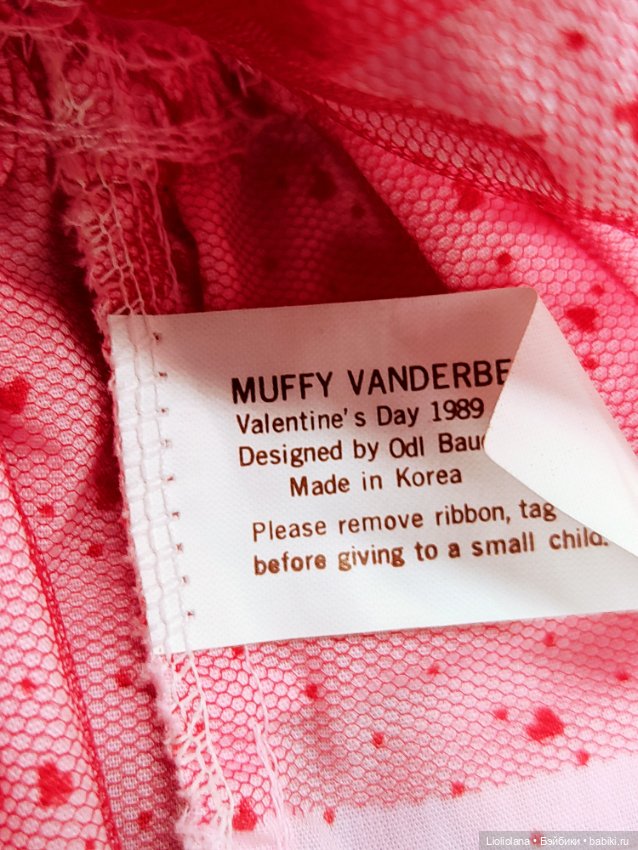 MUFFY VANDERBE
Valentine's Day 1989
Designed by Odl Bau
Made in Korea
Please remove ribbon, tag
before giving to a small child.
Lioliolana • Бэйбики • babiki.ru